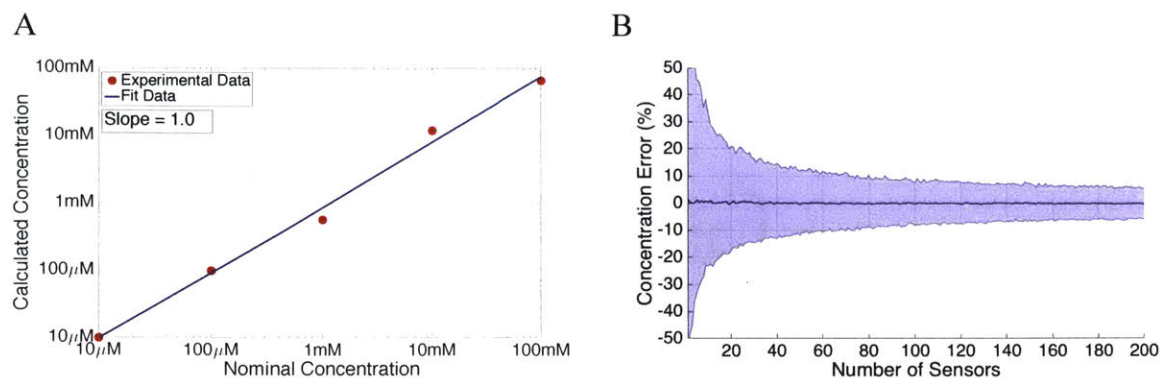 A
B
100mM
10mM
1mM
100μM
10μM
Calculated Concentration
Experimental Data
Fit Data
Slope = 1.0
10μM
100μM
1mM
10mM
100mM
Nominal Concentration
50
40
30
20
10
0
-10
-20
-30
-40
-50
Concentration Error (%)
20
40
60
80
100
120
140
160
180
200
Number of Sensors